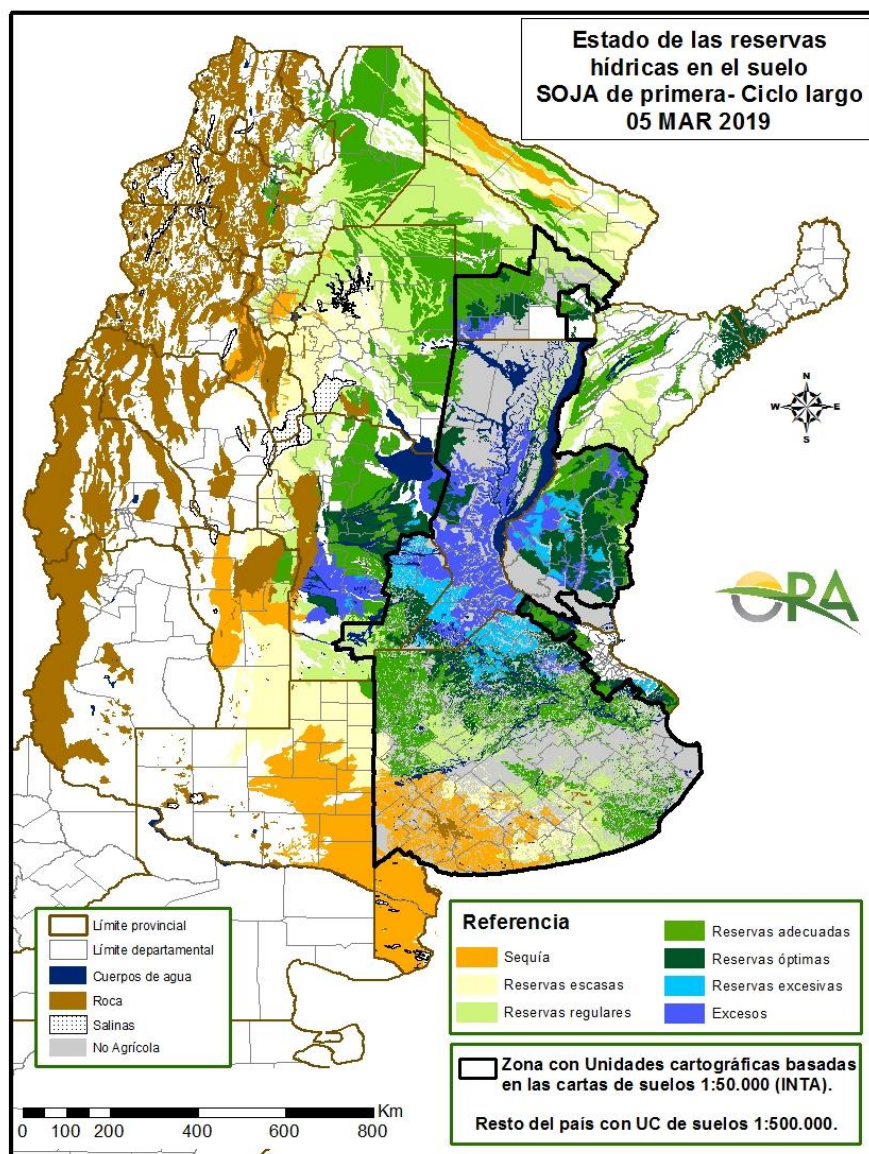 Estado de las reservas
hídricas en el suelo
SOJA de primera- Ciclo largo
05 MAR 2019
N
W E
S
ORA
Límite provincial
Límite departamental
Cuerpos de agua
Roca
Salinas
No Agrícola
Referencia
Sequía
Reservas escasas
Reservas regulares
Reservas adecuadas
Reservas óptimas
Reservas excesivas
Excesos
Zona con Unidades cartográficas basadas
en las cartas de suelos 1:50.000 (INTA).
Resto del país con UC de suelos 1:500.000.
Km
0 100 200 400 600 800